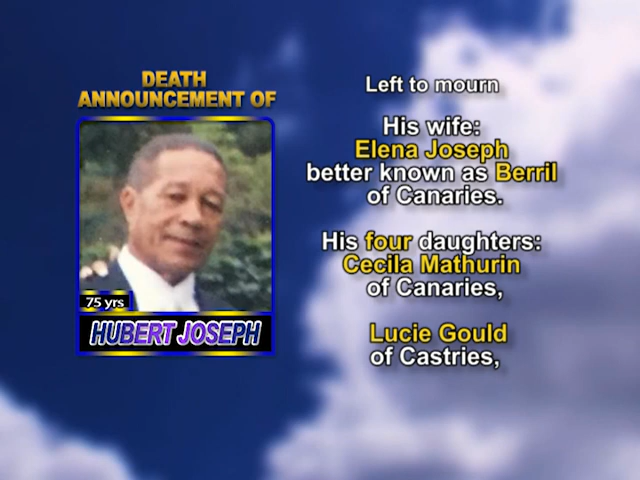 DEATH
ANNOUNCEMENT OF
75 yrs
HUBERT JOSEPH
Left to mourn
His wife:
Elena Joseph
better known as Berril
of Canaries.
His four daughters:
Cecila Mathurin
of Canaries,
Lucie Gould
of Castries,